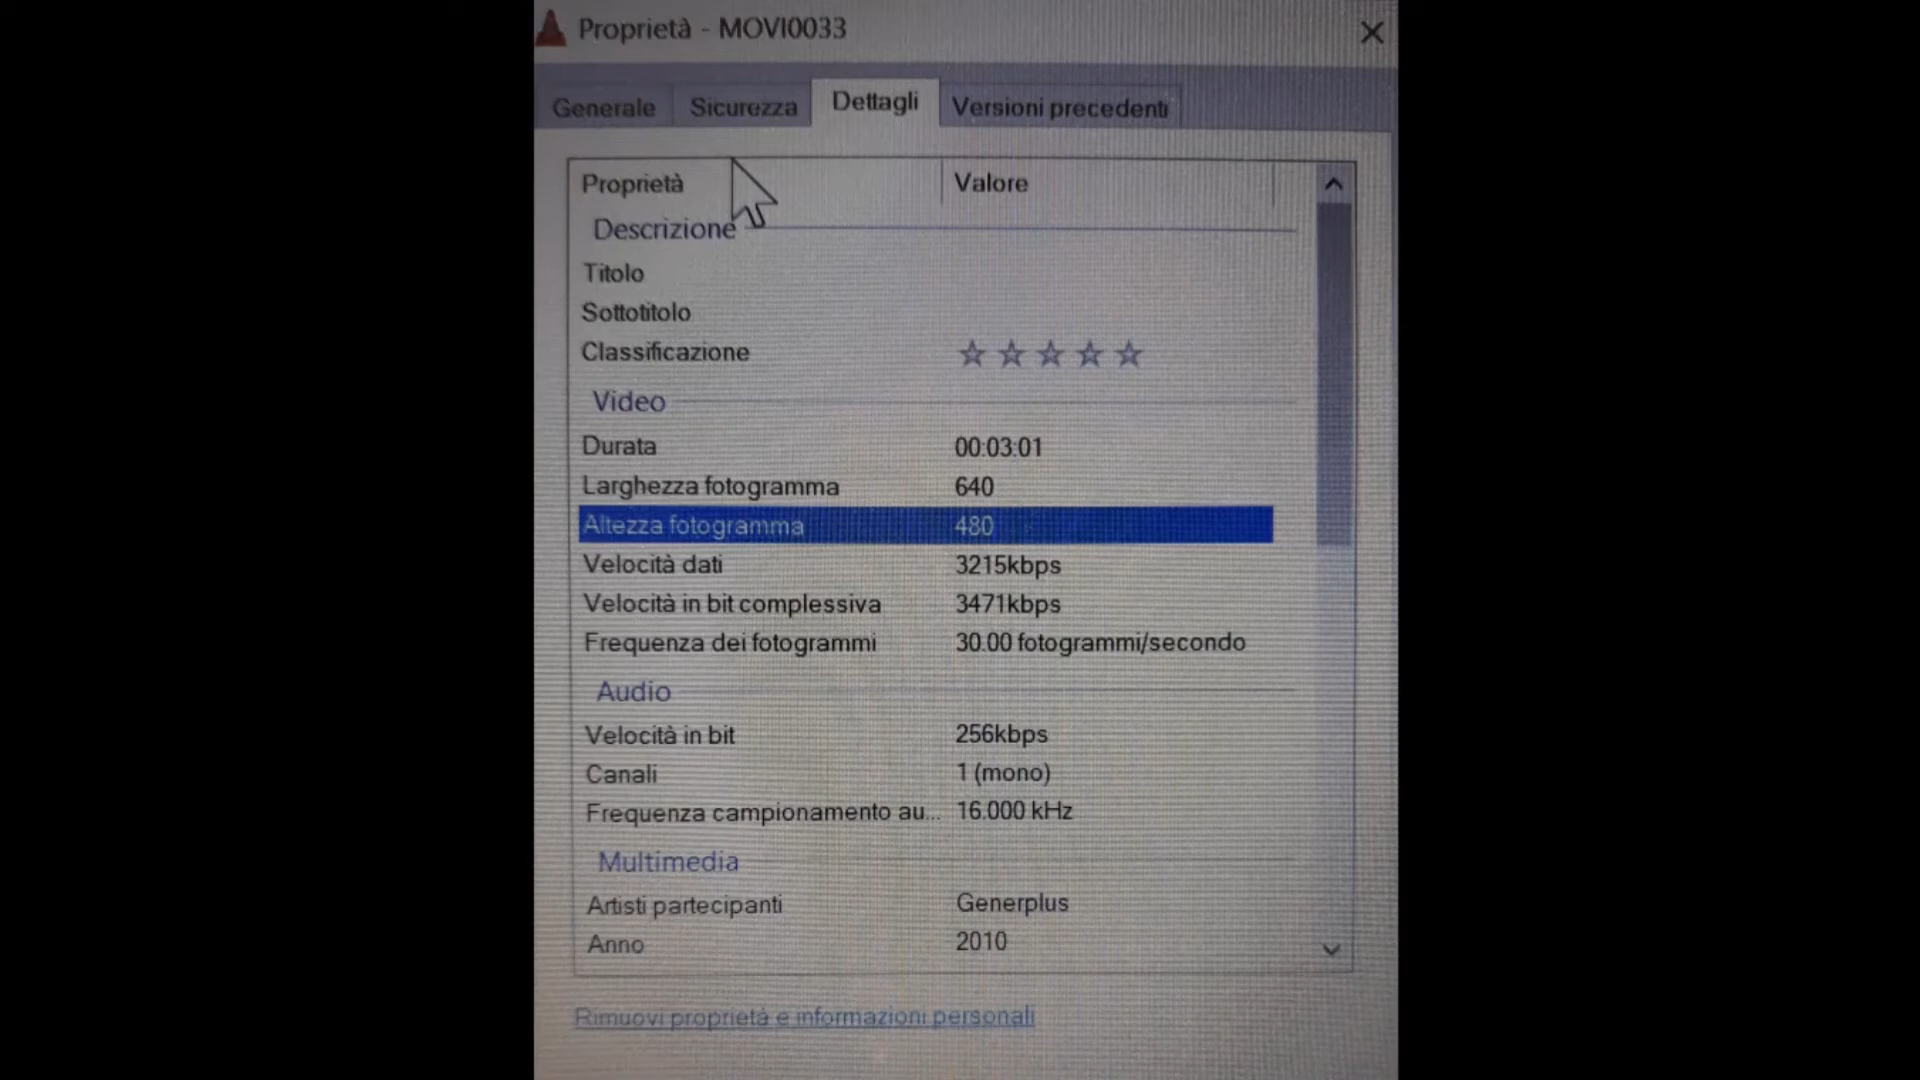 Proprietà - MOVI0033
Generale Sicurezza Dettagli Versioni precedenti
Proprietà Valore
Descrizione
Titolo
Sottotitolo
Classificazione
Video
Durata 00:03:01
Larghezza fotogramma 640
Altezza fotogramma 480
Velocità dati 3215kbps
Velocità in bit complessiva 3471kbps
Frequenza dei fotogrammi 30.00 fotogrammi/secondo
Audio
Velocità in bit 256kbps
Canali 1 (mono)
Frequenza campionamento au... 16.000 kHz
Multimedia
Artisti partecipanti Generplus
Anno 2010
Rimuovi proprietà e informazioni personali